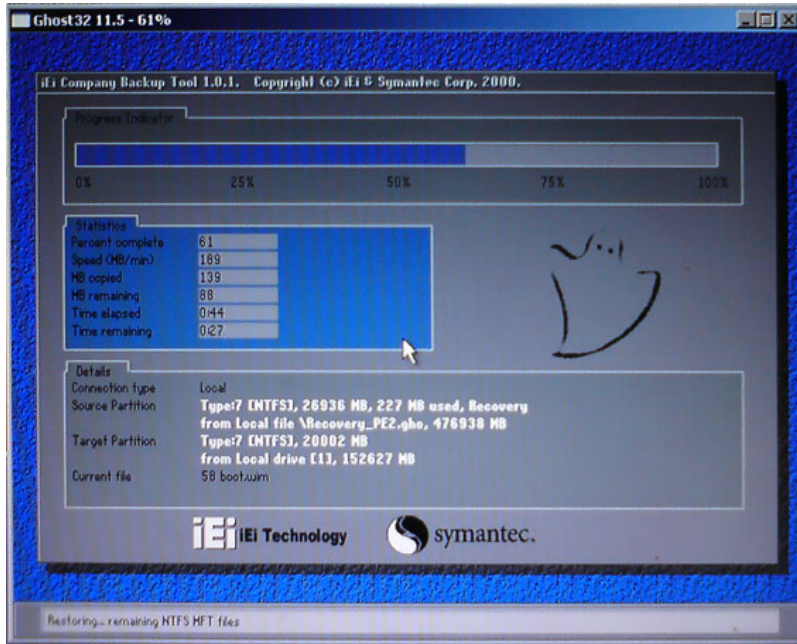 Ghost32 11.5 - 61%
iEi Company Backup Tool 1.0.1. Copyright (c) iEi & Symantec Corp. 2000.
Progress Indicator
0% 25% 50% 75% 100%
Statistics
Percent complete 61
Speed (MB/min) 189
MB copied 139
MB remaining 88
Time elapsed 0:44
Time remaining 0:27
Details
Connection type Local
Source Partition Type:7 [NTFS], 26936 MB, 227 MB used, Recovery
from Local file \Recovery_PE2.gho, 476938 MB
Target Partition Type:7 [NTFS], 20002 MB
from Local drive [1], 152627 MB
Current file 58 boot.wim
iEi iEi Technology symantec.
Restoring... remaining NTFS MFT files